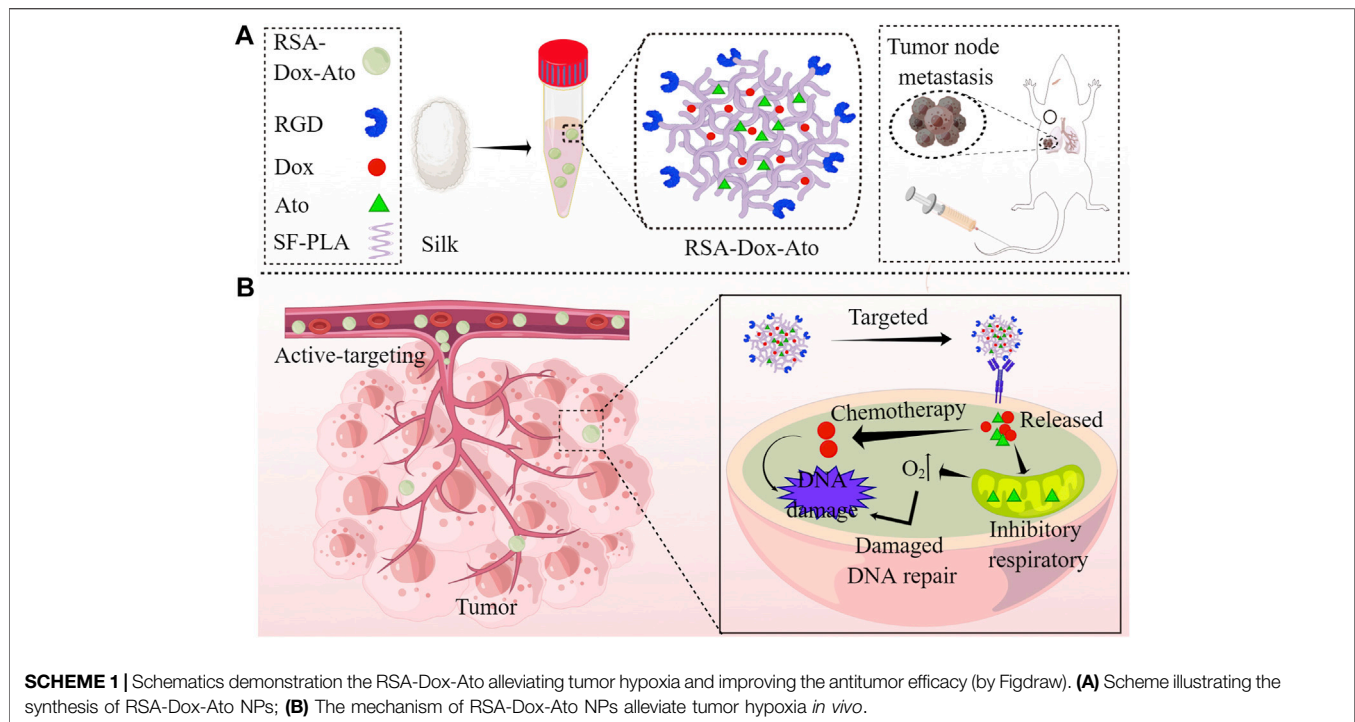 A
RSA-
Dox-Ato
RGD
Dox
Ato
SF-PLA
Silk
RSA-Dox-Ato
Tumor node
metastasis
B
Active-targeting
Tumor
Targeted
Chemotherapy
Released
O₂↑
DNA
damage
Damaged
DNA repair
Inhibitory
respiratory
SCHEME 1 | Schematics demonstration the RSA-Dox-Ato alleviating tumor hypoxia and improving the antitumor efficacy (by Figdraw). (A) Scheme illustrating the
synthesis of RSA-Dox-Ato NPs; (B) The mechanism of RSA-Dox-Ato NPs alleviate tumor hypoxia in vivo.